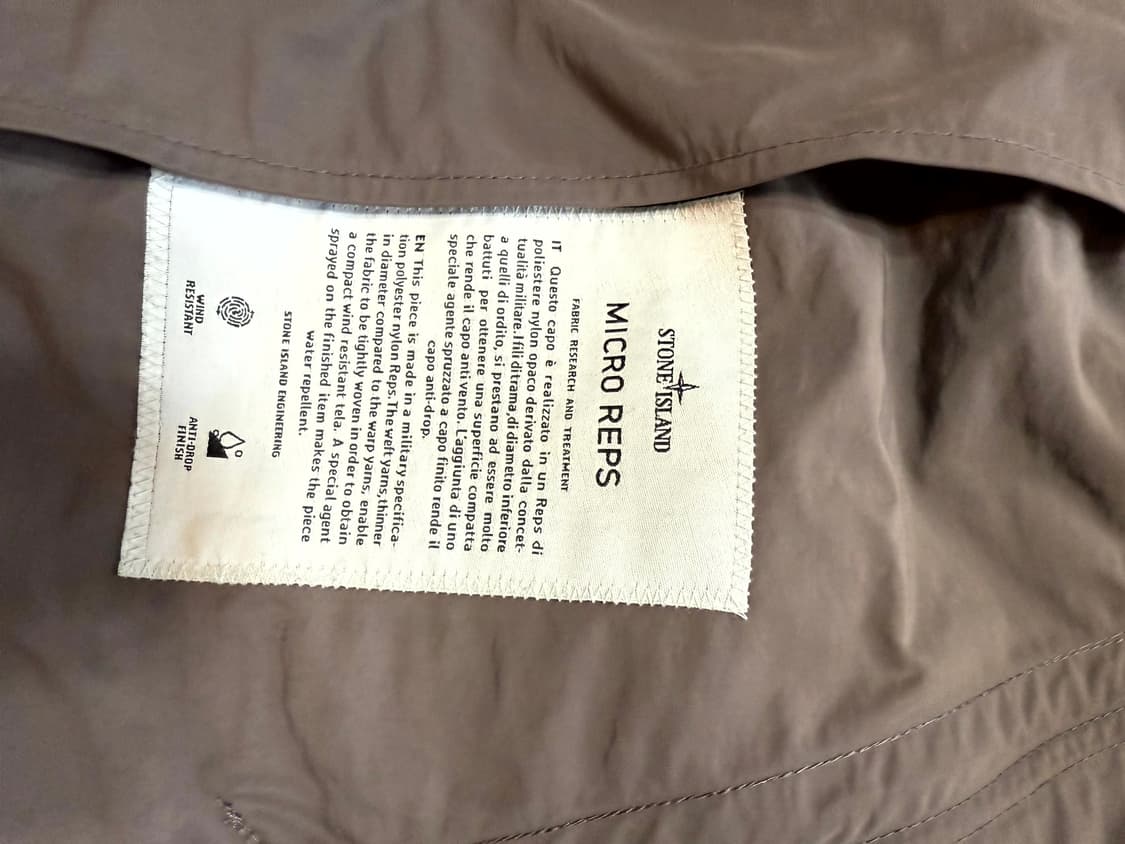 STONE ISLAND
MICRO REPS
FABRIC RESEARCH AND TREATMENT
IT Questo capo è realizzato in un Reps di
poliestere nylon opaco derivato dalla concet-
tualità militare. I fili di trama, di diametro inferiore
a quelli di ordito, si prestano ad essere molto
battuti per ottenere una superficie compatta
che rende il capo antivento. L'aggiunta di uno
speciale agente spruzzato a capo finito rende il
capo anti-drop.
EN This piece is made in a military specifica-
tion polyester nylon Reps. The weft yarns, thinner
in diameter compared to the warp yarns, enable
the fabric to be tightly woven in order to obtain
a compact wind resistant tela. A special agent
sprayed on the finished item makes the piece
water repellent.
STONE ISLAND ENGINEERING
WIND
RESISTANT
ANTI-DROP
FINISH